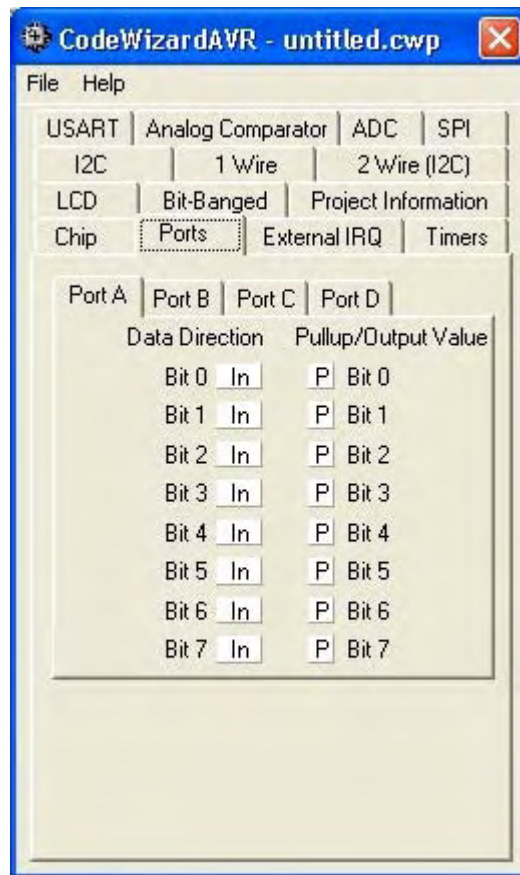 CodeWizardAVR - untitled.cwp
File Help
USART Analog Comparator ADC SPI
I2C 1 Wire 2 Wire (I2C)
LCD Bit-Banged Project Information
Chip Ports External IRQ Timers
Port A Port B Port C Port D
Data Direction Pullup/Output Value
Bit 0 In P Bit 0
Bit 1 In P Bit 1
Bit 2 In P Bit 2
Bit 3 In P Bit 3
Bit 4 In P Bit 4
Bit 5 In P Bit 5
Bit 6 In P Bit 6
Bit 7 In P Bit 7